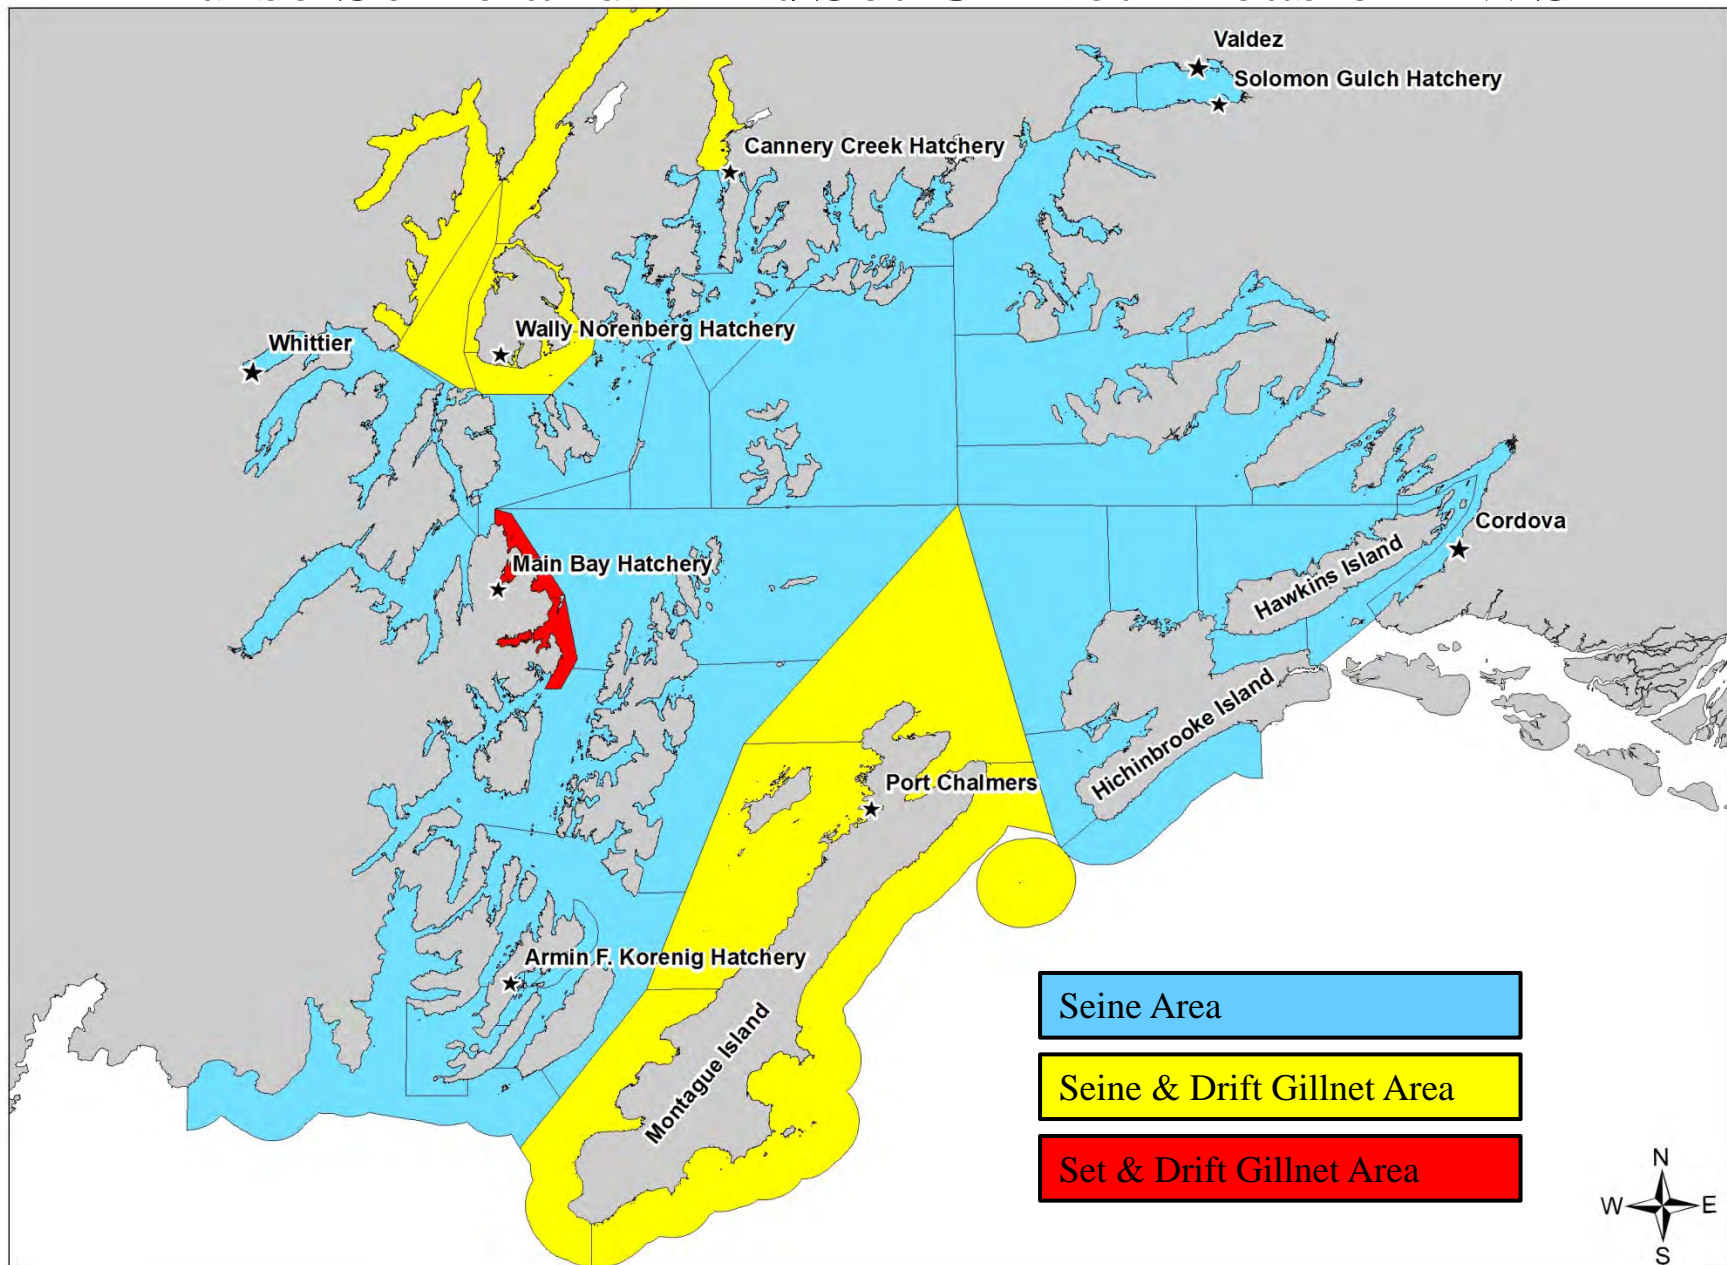 Valdez
Solomon Gulch Hatchery
Cannery Creek Hatchery
Wally Norenberg Hatchery
Whittier
Cordova
Main Bay Hatchery
Hawkins Island
Hichinbrooke Island
Port Chalmers
Armin F. Korenig Hatchery
Montague Island
Seine Area
Seine & Drift Gillnet Area
Set & Drift Gillnet Area
N
W
E
S